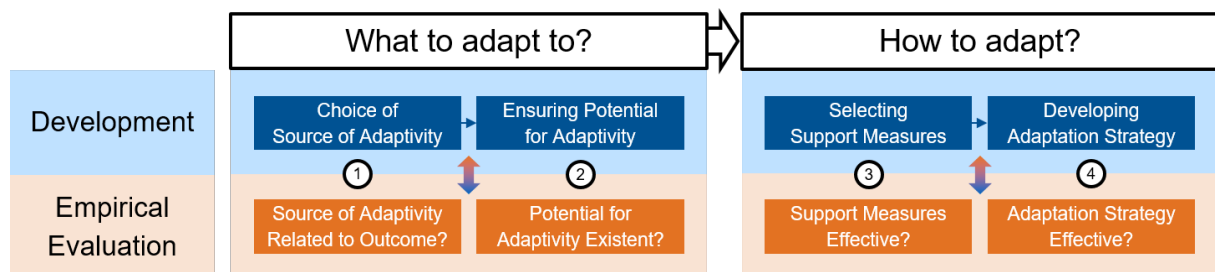 What to adapt to?
How to adapt?
Development
Choice of
Source of Adaptivity
Ensuring Potential
for Adaptivity
Selecting
Support Measures
Developing
Adaptation Strategy
1
2
3
4
Empirical
Evaluation
Source of Adaptivity
Related to Outcome?
Potential for
Adaptivity Existent?
Support Measures
Effective?
Adaptation Strategy
Effective?